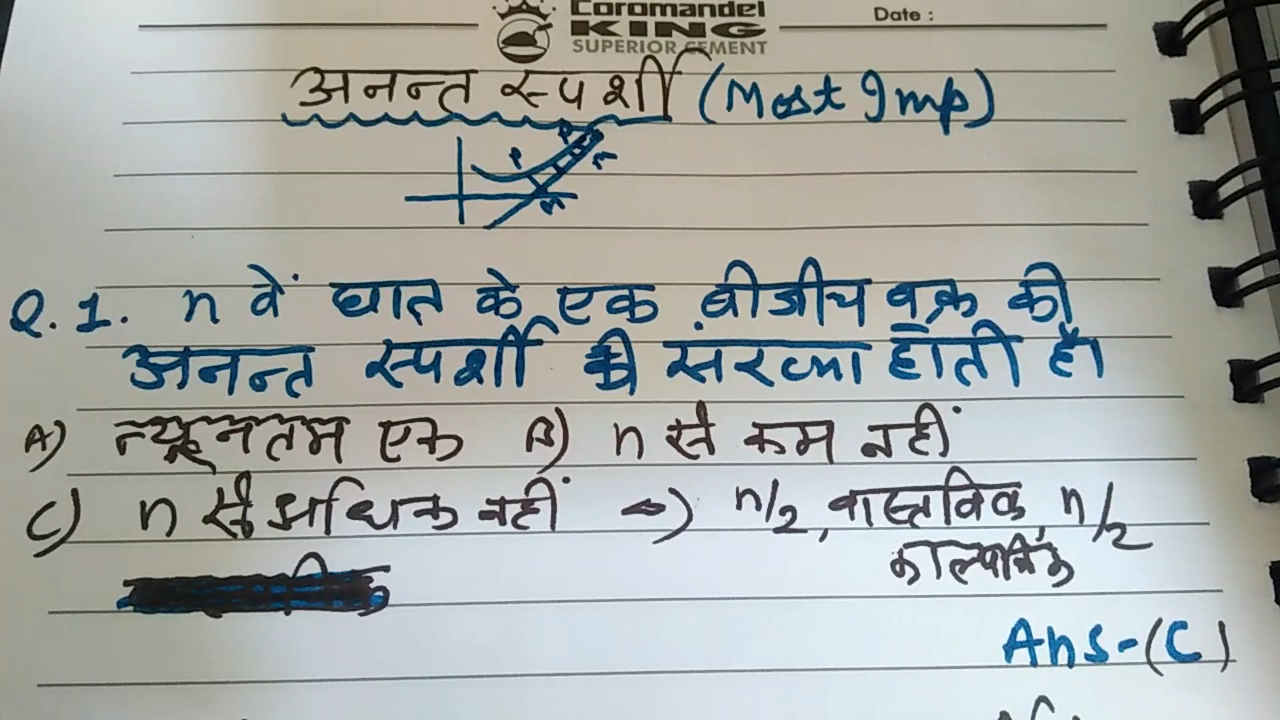 Coromandel
KING
SUPERIOR CEMENT
Date :
अनन्त स्पर्शी (Most Imp)
Q. 1. n वें घात के एक बीजीय वक्र की
अनन्त स्पर्शी की संख्या होती है।
A) न्यूनतम एक B) n से कम नहीं
C) n से अधिक नहीं D) n/2, वास्तविक, n/2
काल्पनिक
Ans-(C)